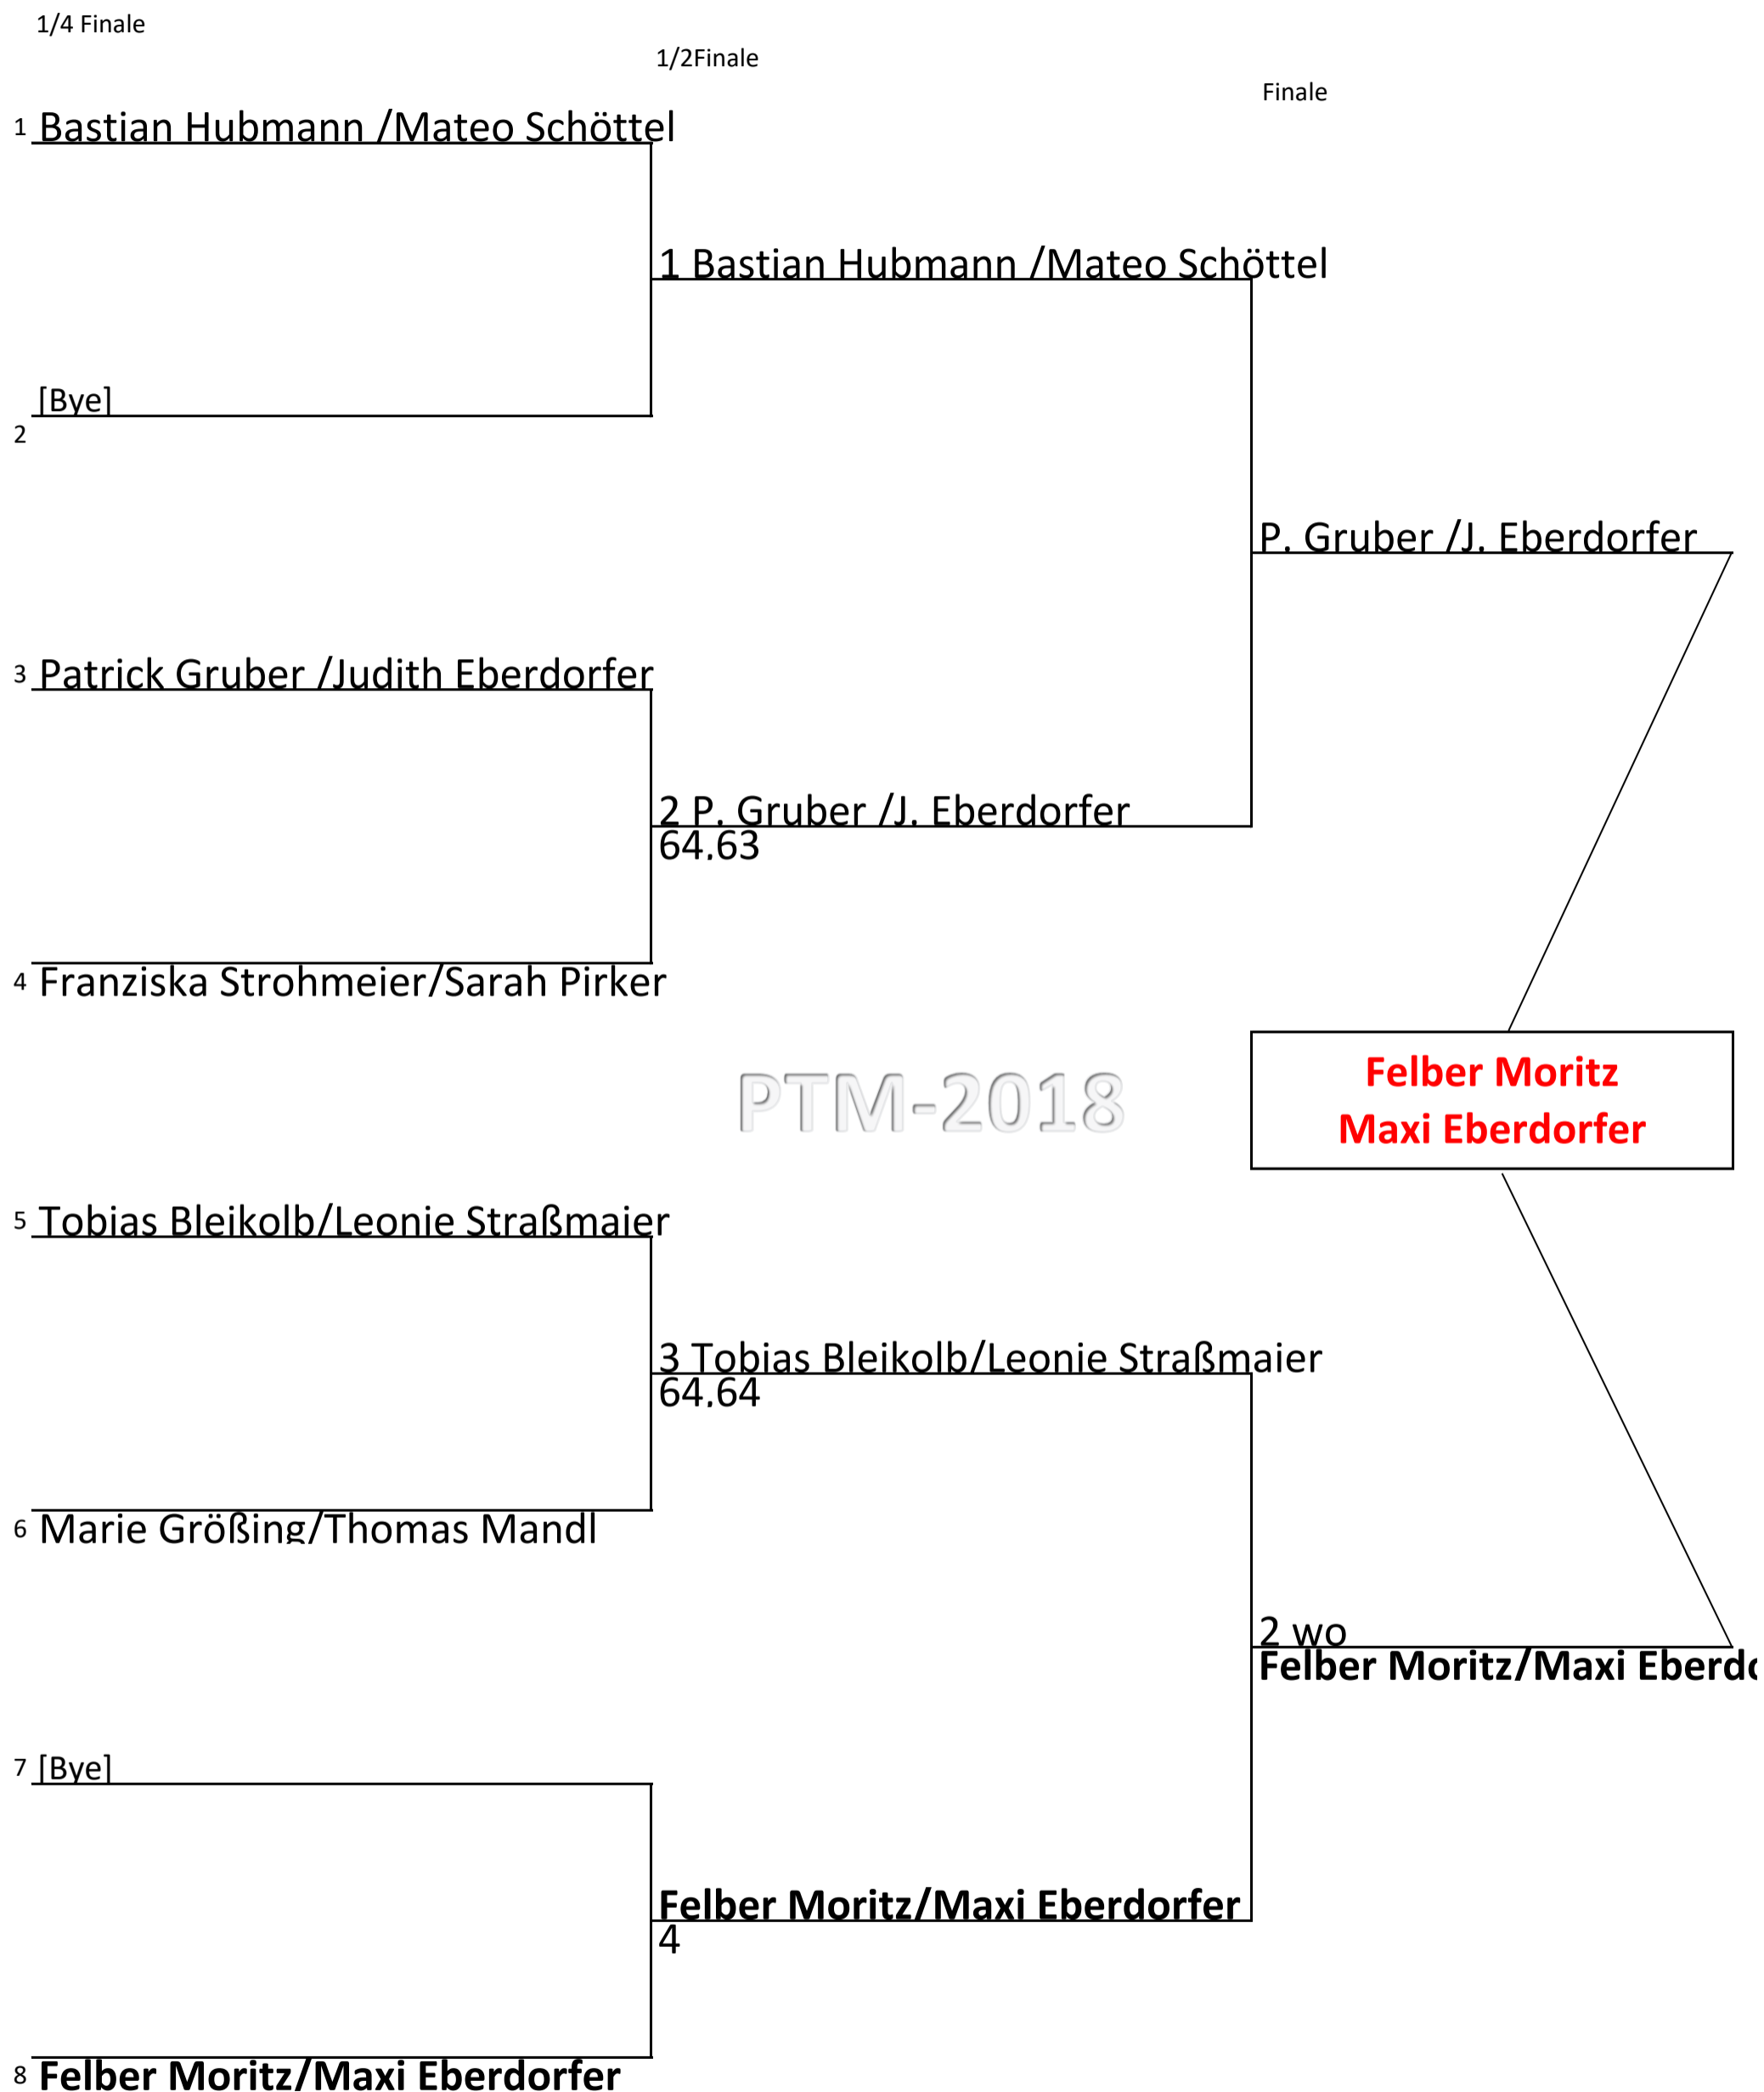 1/4 Finale
1/2Finale
Finale
1 Bastian Hubmann /Mateo Schöttel
1 Bastian Hubmann /Mateo Schöttel
[Bye]
2
P. Gruber /J. Eberdorfer
3 Patrick Gruber /Judith Eberdorfer
2 P. Gruber /J. Eberdorfer
64.63
4 Franziska Strohmeier/Sarah Pirker
Felber Moritz
Maxi Eberdorfer
PTM-2018
5 Tobias Bleikolb/Leonie Straßmaier
3 Tobias Bleikolb/Leonie Straßmaier
64.64
6 Marie Größing/Thomas Mandl
2 wo
Felber Moritz/Maxi
7 [Bye]
Felber Moritz/Maxi Eberdorfer
4
8 Felber Moritz/Maxi Eberdorfer